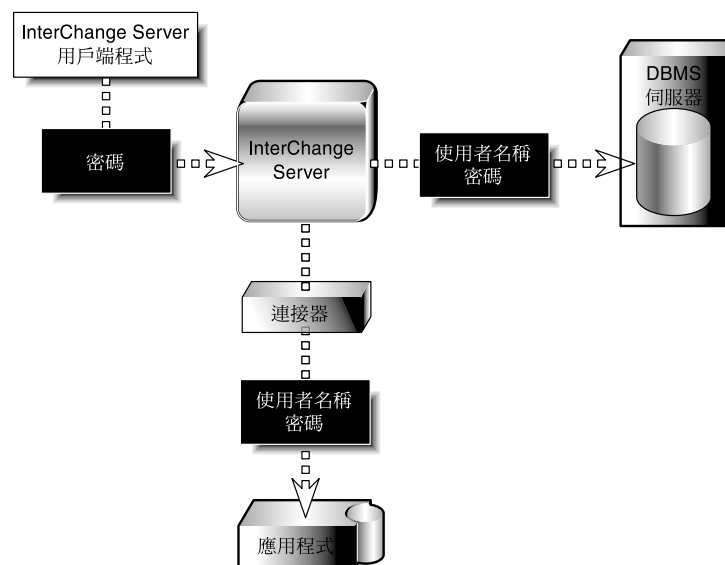 InterChange Server
用戶端程式
密碼
InterChange
Server
使用者名稱
密碼
DBMS
伺服器
連接器
使用者名稱
密碼
應用程式